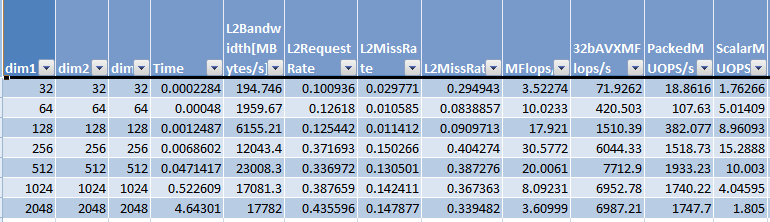 dim1 dim2 dim Time L2Bandwidth[MBytes/s] L2RequestRate L2MissRate L2MissRat MFlops/ 32bAVXMFlops/s PackedMUOPS/s ScalarMUOPS
32 32 32 0.0002284 194.746 0.100936 0.029771 0.294943 3.52274 71.9262 18.8616 1.76266
64 64 64 0.00048 1959.67 0.12618 0.010585 0.0838857 10.0233 420.503 107.63 5.01409
128 128 128 0.0012487 6155.21 0.125442 0.011412 0.0909713 17.921 1510.39 382.077 8.96093
256 256 256 0.0068602 12043.4 0.371693 0.150266 0.404274 30.5772 6044.33 1518.73 15.2888
512 512 512 0.0471417 23008.3 0.336972 0.130501 0.387276 20.0061 7712.9 1933.23 10.003
1024 1024 1024 0.522609 17081.3 0.387659 0.142411 0.367363 8.09231 6952.78 1740.22 4.04595
2048 2048 2048 4.64301 17782 0.435596 0.147877 0.339482 3.60999 6987.21 1747.7 1.805